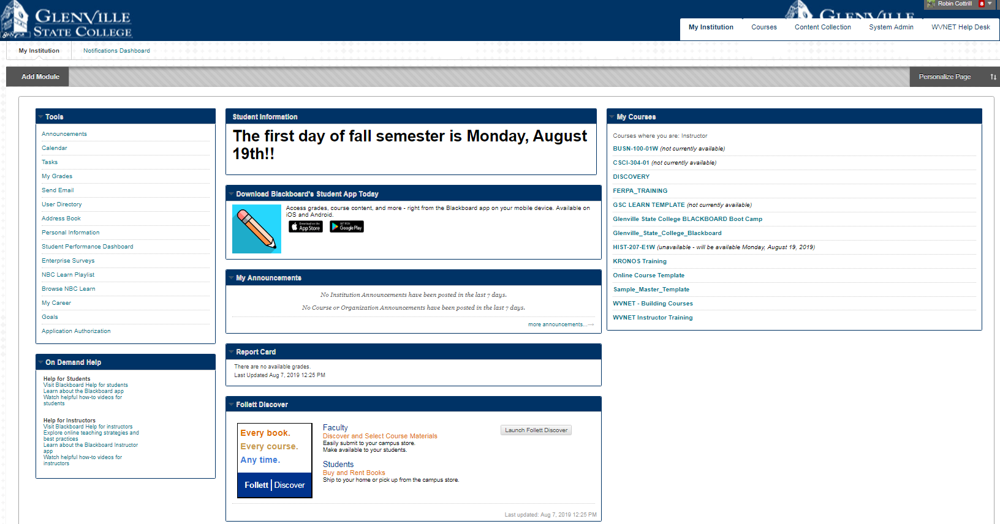 GLENVILLE
STATE COLLEGE
GLENVILLE
Robin Cottrill 8
My Institution Courses Content Collection System Admin WVNET Help Desk
My Institution Notifications Dashboard
Add Module
Personalize Page
Tools
Announcements
Calendar
Tasks
My Grades
Send Email
User Directory
Address Book
Personal Information
Student Performance Dashboard
Enterprise Surveys
NBC Learn Playlist
Browse NBC Learn
My Career
Goals
Application Authorization
On Demand Help
Help for Students
Visit Blackboard Help for students
Learn about the Blackboard app
Watch helpful how-to videos for
students
Help for Instructors
Visit Blackboard Help for instructors
Explore online teaching strategies and
best practices
Learn about the Blackboard Instructor
app
Watch helpful how-to videos for
instructors
Student Information
The first day of fall semester is Monday, August
19th!!
Download Blackboard's Student App Today
Access grades, course content, and more - right from the Blackboard app on your mobile device. Available on
iOS and Android.
Download on the
App Store
GET IT ON
Google Play
My Announcements
No Institution Announcements have been posted in the last 7 days.
No Course or Organization Announcements have been posted in the last 7 days.
more announcements...→
Report Card
There are no available grades.
Last Updated Aug 7, 2019 12:25 PM
Follett Discover
Every book.
Every course.
Any time.
Follett | Discover
Faculty
Discover and Select Course Materials
Easily submit to your campus store.
Make available to your students.
Students
Buy and Rent Books
Ship to your home or pick up from the campus store.
Launch Follett Discover
Last updated: Aug 7, 2019 12:25 PM
My Courses
Courses where you are: Instructor
BUSN-100-01W (not currently available)
CSCI-304-01 (not currently available)
DISCOVERY
FERPA_TRAINING
GSC LEARN TEMPLATE (not currently available)
Glenville State College BLACKBOARD Boot Camp
Glenville_State_College_Blackboard
HIST-207-E1W (unavailable - will be available Monday, August 19, 2019)
KRONOS Training
Online Course Template
Sample_Master_Template
WVNET - Building Courses
WVNET Instructor Training